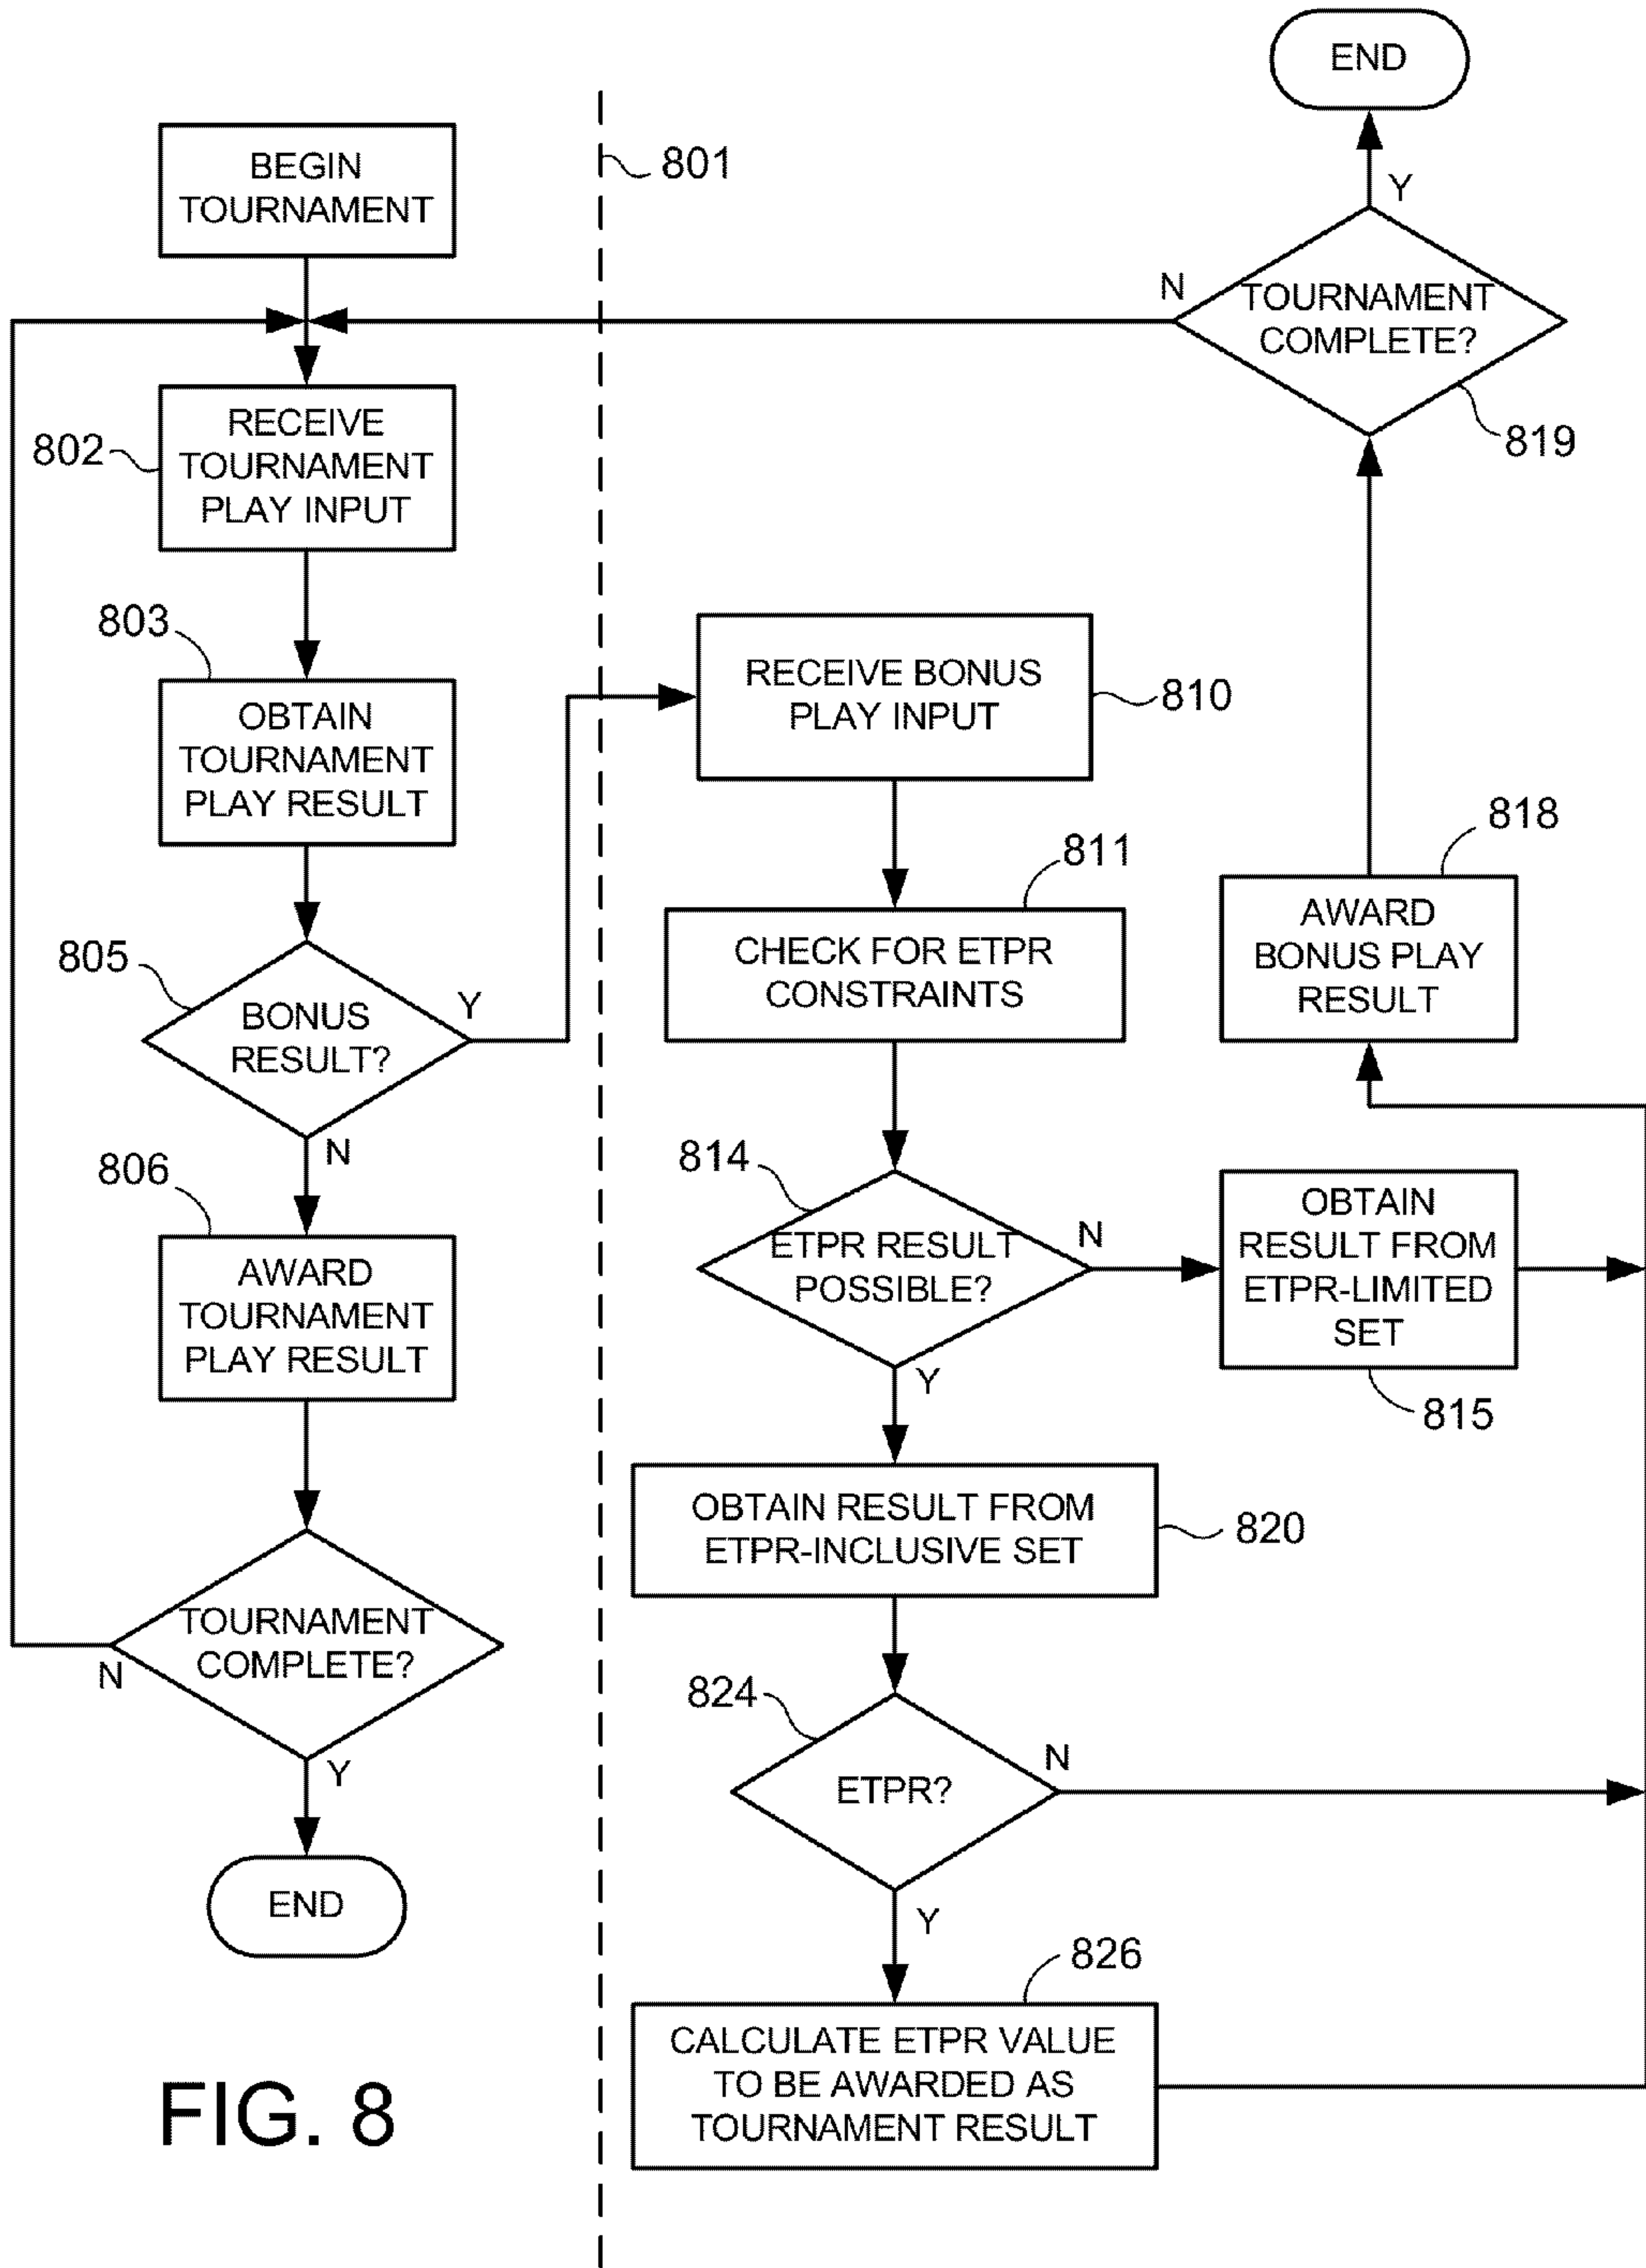 BEGIN
TOURNAMENT
802
RECEIVE
TOURNAMENT
PLAY INPUT
803
OBTAIN
TOURNAMENT
PLAY RESULT
805
BONUS
RESULT?
Y
N
806
AWARD
TOURNAMENT
PLAY RESULT
TOURNAMENT
COMPLETE?
N
Y
END
FIG. 8
801
RECEIVE BONUS
PLAY INPUT
810
811
CHECK FOR ETPR
CONSTRAINTS
814
ETPR RESULT
POSSIBLE?
N
Y
OBTAIN
RESULT FROM
ETPR-LIMITED
SET
815
OBTAIN RESULT FROM
ETPR-INCLUSIVE SET
820
824
ETPR?
N
Y
826
CALCULATE ETPR VALUE
TO BE AWARDED AS
TOURNAMENT RESULT
818
AWARD
BONUS PLAY
RESULT
TOURNAMENT
COMPLETE?
819
N
Y
END